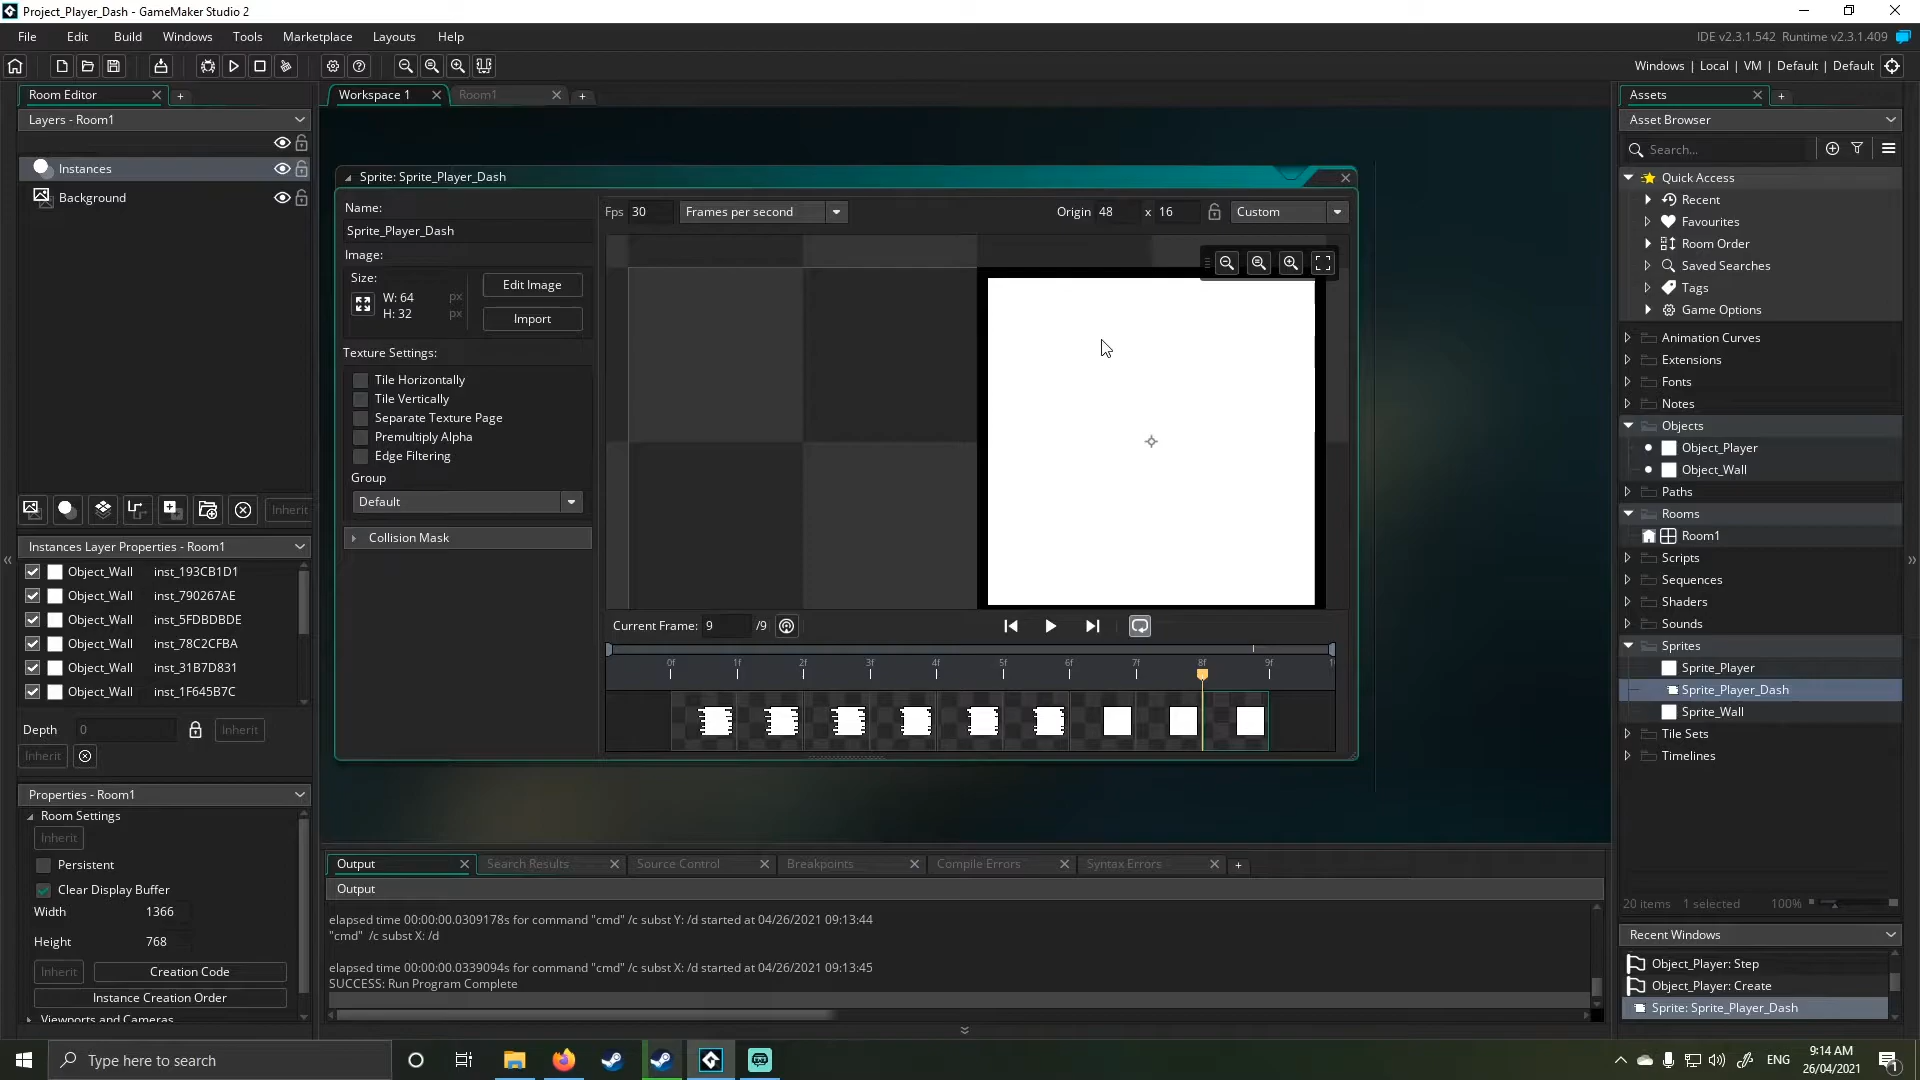 Project_Player_Dash - GameMaker Studio 2
File Edit Build Windows Tools Marketplace Layouts Help
IDE v2.3.1.542 Runtime v2.3.1.409
Windows | Local | VM | Default | Default
Room Editor
Workspace 1
Room1
Assets
Layers - Room1
Asset Browser
Search...
Instances
Background
Sprite: Sprite_Player_Dash
Name:
Sprite_Player_Dash
Image:
Size:
W: 64 px
H: 32 px
Edit Image
Import
Texture Settings:
Tile Horizontally
Tile Vertically
Separate Texture Page
Premultiply Alpha
Edge Filtering
Group
Default
Collision Mask
Fps 30 Frames per second
Origin 48 x 16 Custom
Current Frame: 9 /9
0f 1f 2f 3f 4f 5f 6f 7f 8f 9f
Quick Access
Recent
Favourites
Room Order
Saved Searches
Tags
Game Options
Animation Curves
Extensions
Fonts
Notes
Objects
Object_Player
Object_Wall
Paths
Rooms
Room1
Scripts
Sequences
Shaders
Sounds
Sprites
Sprite_Player
Sprite_Player_Dash
Sprite_Wall
Tile Sets
Timelines
20 items 1 selected 100%
Inherit
Instances Layer Properties - Room1
Object_Wall inst_193CB1D1
Object_Wall inst_790267AE
Object_Wall inst_5FDBDBDE
Object_Wall inst_78C2CFBA
Object_Wall inst_31B7D831
Object_Wall inst_1F645B7C
Depth 0 Inherit
Inherit
Properties - Room1
Room Settings
Inherit
Persistent
Clear Display Buffer
Width 1366
Height 768
Inherit Creation Code
Instance Creation Order
Viewports and Cameras
Output Search Results Source Control Breakpoints Compile Errors Syntax Errors
Output
elapsed time 00:00:00.0309178s for command "cmd" /c subst Y: /d started at 04/26/2021 09:13:44
"cmd" /c subst X: /d
elapsed time 00:00:00.0339094s for command "cmd" /c subst X: /d started at 04/26/2021 09:13:45
SUCCESS: Run Program Complete
Recent Windows
Object_Player: Step
Object_Player: Create
Sprite: Sprite_Player_Dash
Type here to search
ENG
9:14 AM
26/04/2021
1